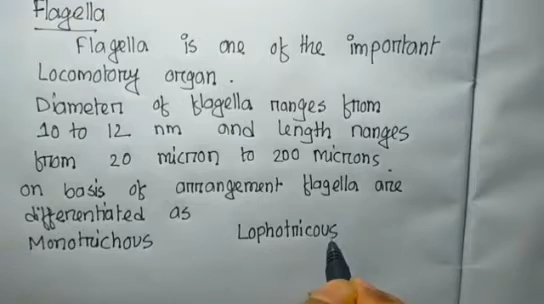 Flagella
Flagella is one of the important
Locomotory organ.
Diameter of flagella ranges from
10 to 12 nm and length ranges
from 20 micron to 200 microns.
on basis of arrangement flagella are
differentiated as
Monotrichous Lophotricous